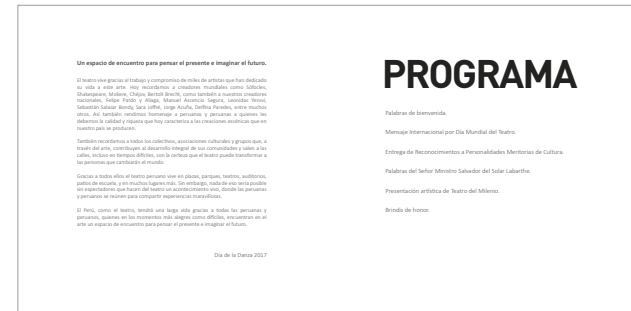 Un espacio de encuentro para pensar el presente e imaginar el futuro.
El teatro vive gracias al trabajo y compromiso de miles de artistas que han dedicado
su vida a este arte. Hoy recordamos a creadores mundiales como Sófocles,
Shakespeare, Moliere, Chéjov, Bertolt Brecht, como también a nuestros creadores
nacionales, Felipe Pardo y Aliaga, Manuel Ascencio Segura, Leonidas Yerovi,
Sebastián Salazar Bondy, Sara Joffré, Jorge Acuña, Delfina Paredes, entre muchos
otros. Así también rendimos homenaje a peruanos y peruanas a quienes les
debemos la calidad y riqueza que hoy caracteriza a las creaciones escénicas que en
nuestro país se producen.
También recordamos a todos los colectivos, asociaciones culturales y grupos que, a
través del arte, contribuyen al desarrollo integral de sus comunidades y salen a las
calles, incluso en tiempos difíciles, con la certeza que el teatro puede transformar a
las personas que cambiarán el mundo.
Gracias a todos ellos el teatro peruano vive en plazas, parques, teatros, auditorios,
patios de escuela, y en muchos lugares más. Sin embargo, nada de eso sería posible
sin espectadores que hacen del teatro un acontecimiento vivo, donde las peruanas
y peruanos se reúnen para compartir experiencias maravillosas.
El Perú, como el teatro, tendrá una larga vida gracias a todas las peruanas y
peruanos, quienes en los momentos más alegres como difíciles, encuentran en el
arte un espacio de encuentro para pensar el presente e imaginar el futuro.
Día de la Danza 2017
PROGRAMA
Palabras de bienvenida.
Mensaje Internacional por Día Mundial del Teatro.
Entrega de Reconocimientos a Personalidades Meritorias de Cultura.
Palabras del Señor Ministro Salvador del Solar Labarthe.
Presentación artística de Teatro del Milenio.
Brindis de honor.